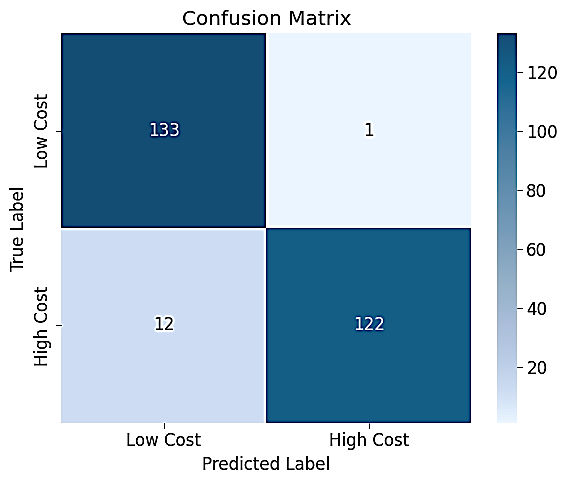 Confusion Matrix
True Label
Low Cost
High Cost
133
1
12
122
Low Cost
High Cost
Predicted Label
120
100
80
60
40
20